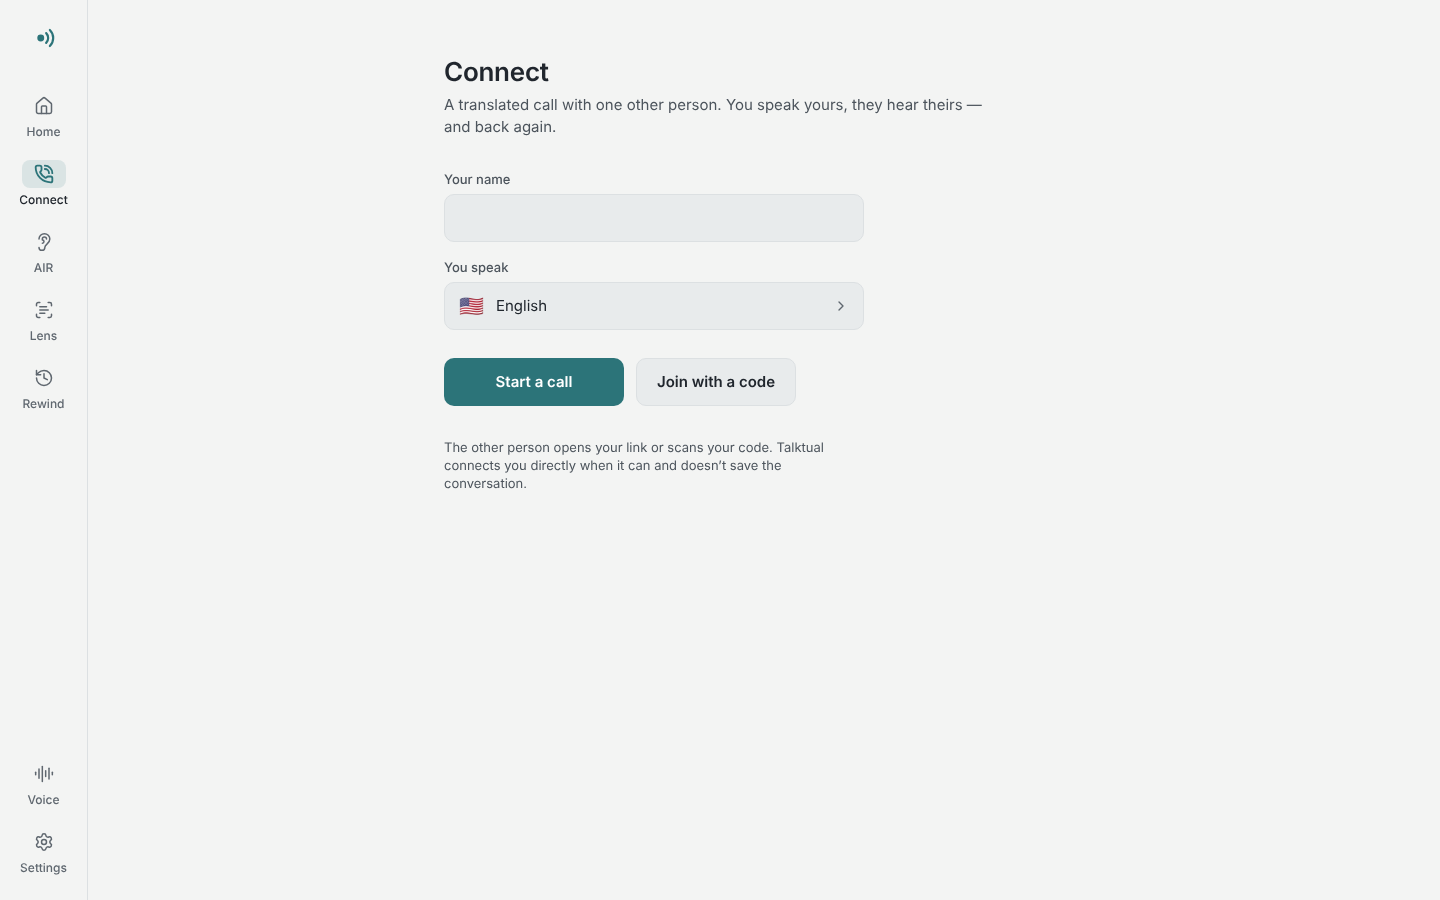 Home
Connect
AIR
Lens
Rewind
Voice
Settings
Connect
A translated call with one other person. You speak yours, they hear theirs —
and back again.
Your name
You speak
English
Start a call
Join with a code
The other person opens your link or scans your code. Talktual
connects you directly when it can and doesn’t save the
conversation.